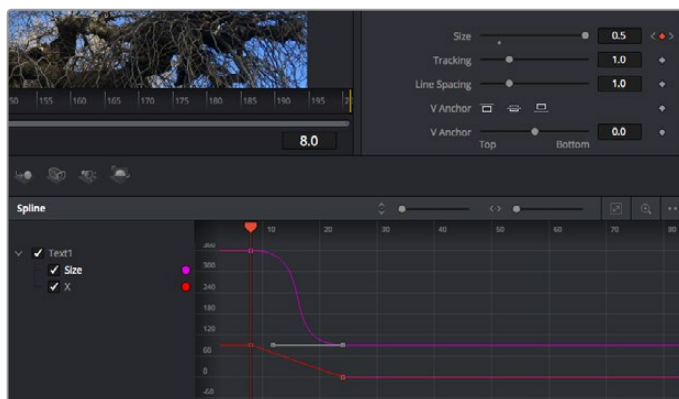 Size 0.5
Tracking 1.0
Line Spacing 1.0
V Anchor
V Anchor 0.0
Top Bottom
155 160 165 170 175 180 185 190 195
8.0
Spline
10 20 30 40 50 60 70 80
Text1
Size
X
360
300
240
180
120
60
0
-60